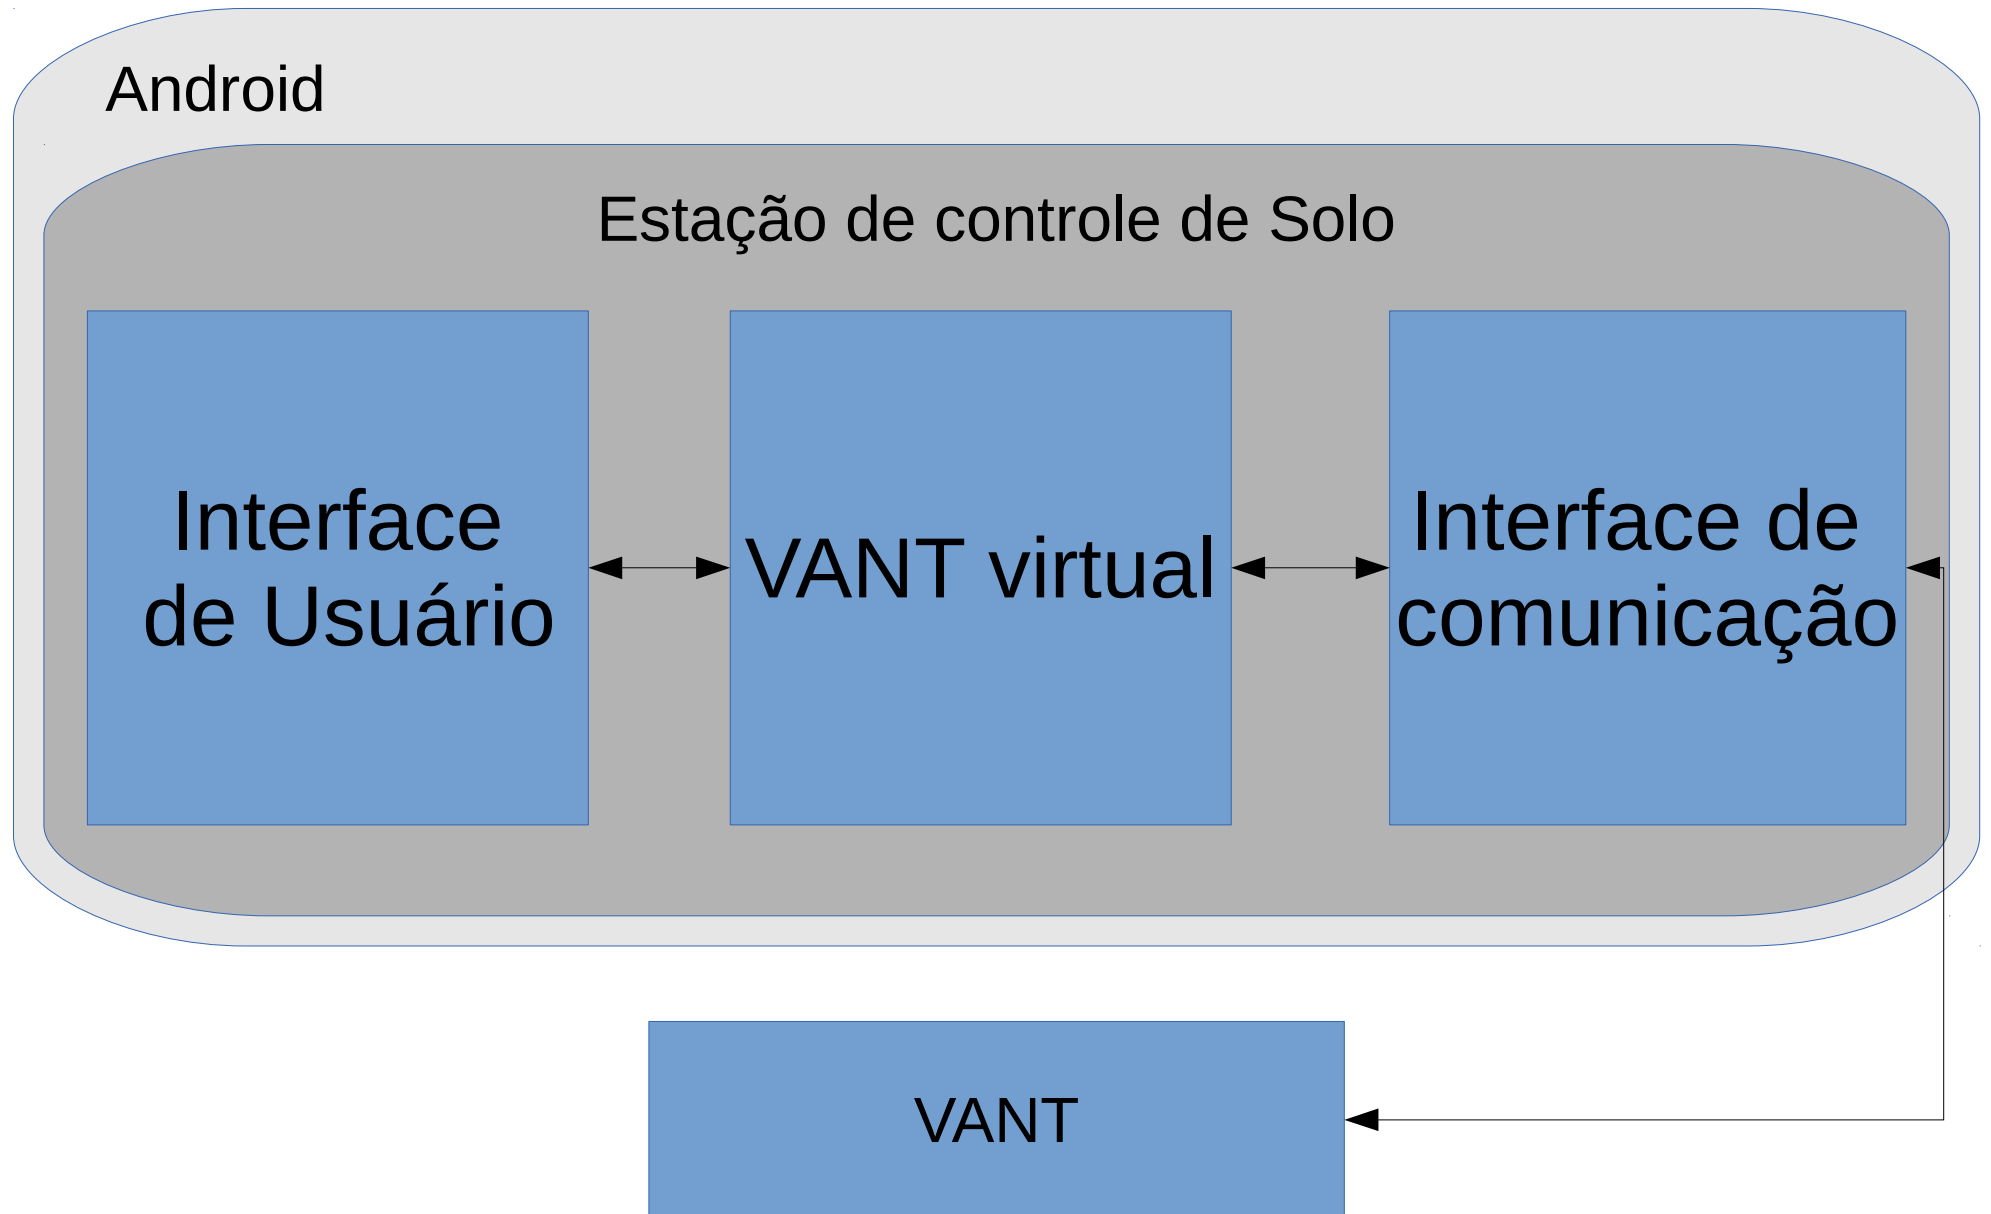 Android
Estação de controle de Solo
Interface
de Usuário
VANT virtual
Interface de
comunicação
VANT